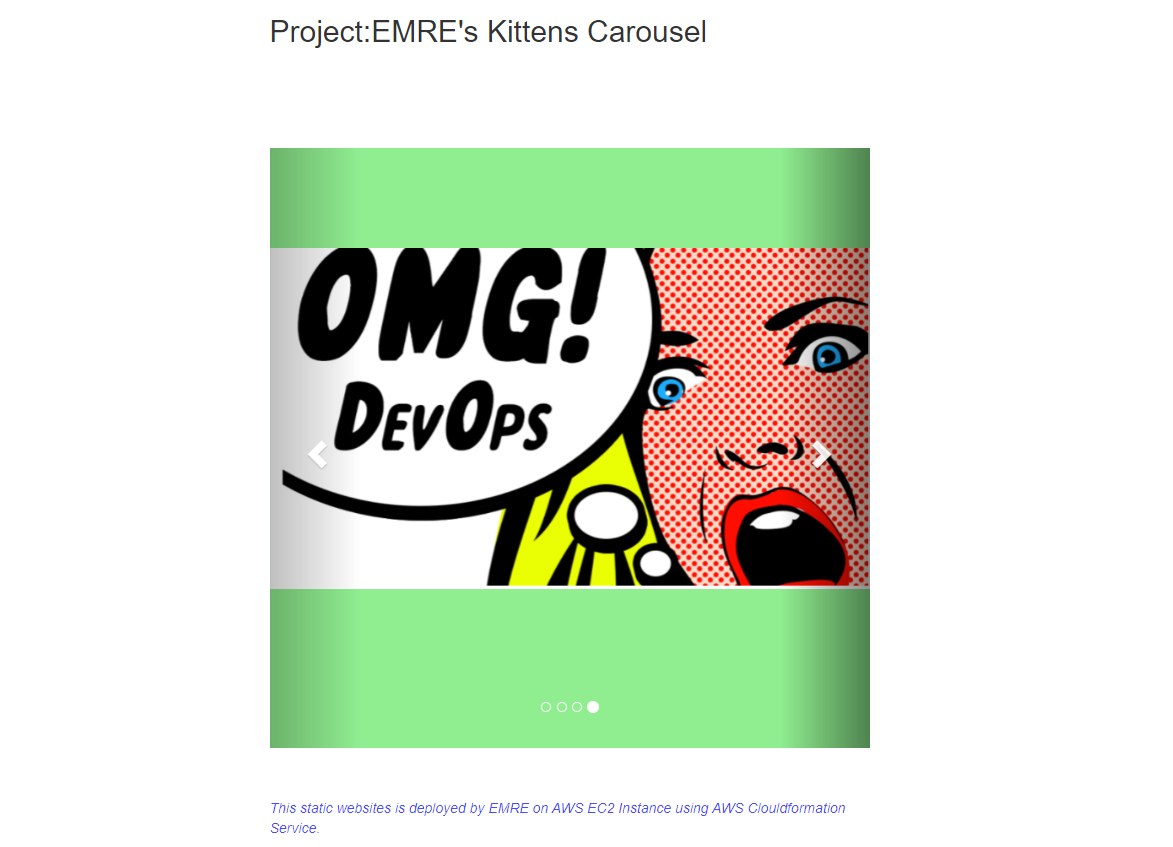 Project:EMRE's Kittens Carousel
OMG!
DEVOPS
This static websites is deployed by EMRE on AWS EC2 Instance using AWS Clouldformation
Service.